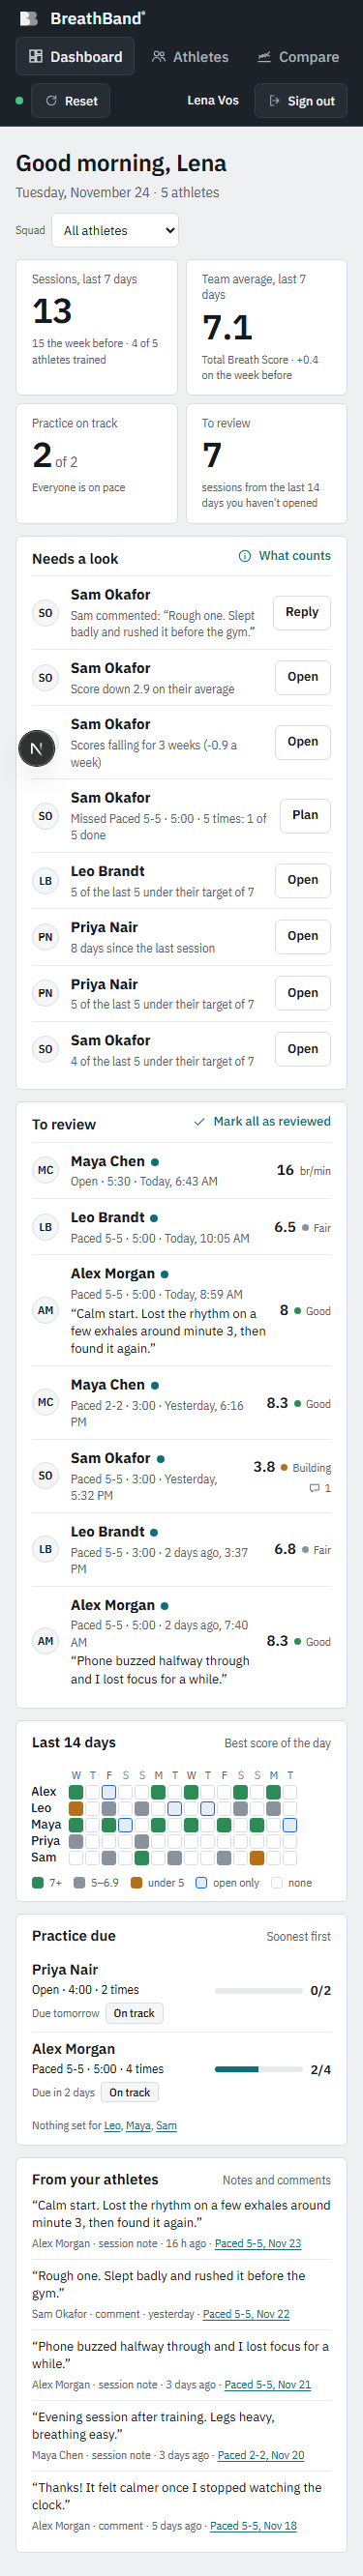 BreathBand®
Dashboard
Athletes
Compare
Reset
Lena Vos
Sign out
Good morning, Lena
Tuesday, November 24 · 5 athletes
Squad
All athletes
Sessions, last 7 days
13
15 the week before · 4 of 5
athletes trained
Team average, last 7
days
7.1
Total Breath Score · +0.4
on the week before
Practice on track
2 of 2
Everyone is on pace
To review
7
sessions from the last 14
days you haven't opened
Needs a look
What counts
SO
Sam Okafor
Sam commented: “Rough one. Slept
badly and rushed it before the gym.”
Reply
SO
Sam Okafor
Score down 2.9 on their average
Open
N
Sam Okafor
Scores falling for 3 weeks (-0.9 a
week)
Open
SO
Sam Okafor
Missed Paced 5-5 · 5:00 · 5 times: 1 of
5 done
Plan
LB
Leo Brandt
5 of the last 5 under their target of 7
Open
PN
Priya Nair
8 days since the last session
Open
PN
Priya Nair
5 of the last 5 under their target of 7
Open
SO
Sam Okafor
4 of the last 5 under their target of 7
Open
To review
Mark all as reviewed
MC
Maya Chen
Open · 5:30 · Today, 6:43 AM
16 br/min
LB
Leo Brandt
Paced 5-5 · 5:00 · Today, 10:05 AM
6.5 Fair
AM
Alex Morgan
Paced 5-5 · 5:00 · Today, 8:59 AM
“Calm start. Lost the rhythm on a
few exhales around minute 3, then
found it again.”
8 Good
MC
Maya Chen
Paced 2-2 · 3:00 · Yesterday, 6:16
PM
8.3 Good
SO
Sam Okafor
Paced 5-5 · 3:00 · Yesterday,
5:32 PM
3.8 Building
1
LB
Leo Brandt
Paced 5-5 · 3:00 · 2 days ago, 3:37
PM
6.8 Fair
AM
Alex Morgan
Paced 5-5 · 5:00 · 2 days ago, 7:40
AM
“Phone buzzed halfway through
and I lost focus for a while.”
8.3 Good
Last 14 days
Best score of the day
W T F S S M T W T F S S M T
Alex
Leo
Maya
Priya
Sam
7+ 5–6.9 under 5 open only none
Practice due
Soonest first
Priya Nair
Open · 4:00 · 2 times
0/2
Due tomorrow On track
Alex Morgan
Paced 5-5 · 5:00 · 4 times
2/4
Due in 2 days On track
Nothing set for Leo, Maya, Sam
From your athletes
Notes and comments
“Calm start. Lost the rhythm on a few exhales around
minute 3, then found it again.”
Alex Morgan · session note · 16 h ago · Paced 5-5, Nov 23
“Rough one. Slept badly and rushed it before the
gym.”
Sam Okafor · comment · yesterday · Paced 5-5, Nov 22
“Phone buzzed halfway through and I lost focus for a
while.”
Alex Morgan · session note · 3 days ago · Paced 5-5, Nov 21
“Evening session after training. Legs heavy,
breathing easy.”
Maya Chen · session note · 3 days ago · Paced 2-2, Nov 20
“Thanks! It felt calmer once I stopped watching the
clock.”
Alex Morgan · comment · 5 days ago · Paced 5-5, Nov 18